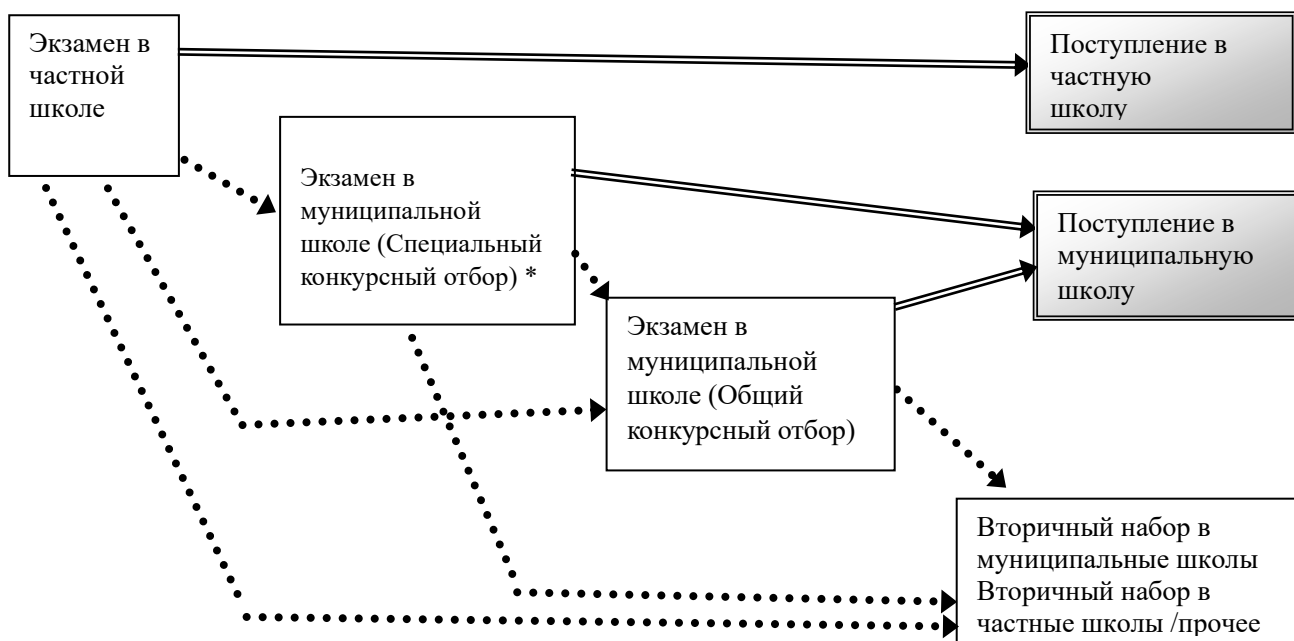 Экзамен в
частной
школе
Поступление в
частную
школу
Экзамен в
муниципальной
школе (Специальный
конкурсный отбор) *
Поступление в
муниципальную
школу
Экзамен в
муниципальной
школе (Общий
конкурсный отбор)
Вторичный набор в
муниципальные школы
Вторичный набор в
частные школы /прочее